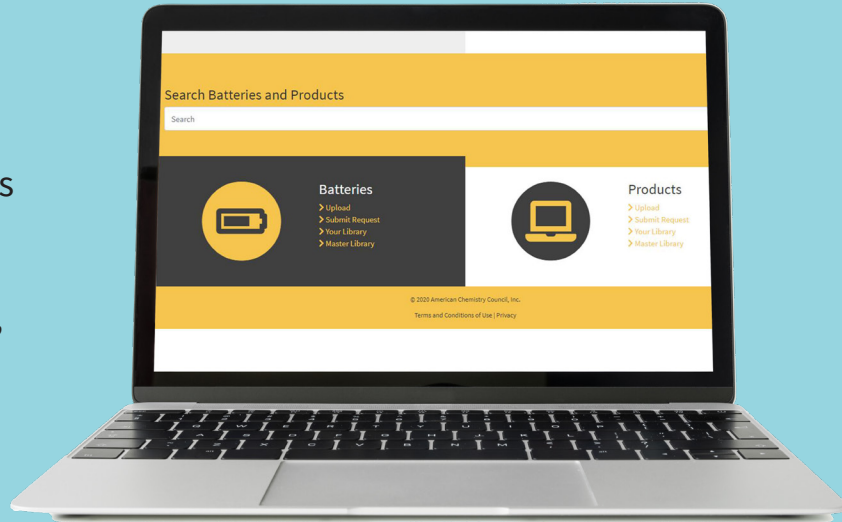 s
,
Search Batteries and Products
Search
Batteries
Upload
Submit Request
Your Library
Master Library
Products
Upload
Submit Request
Your Library
Master Library
© 2020 American Chemistry Council, Inc.
Terms and Conditions of Use | Privacy